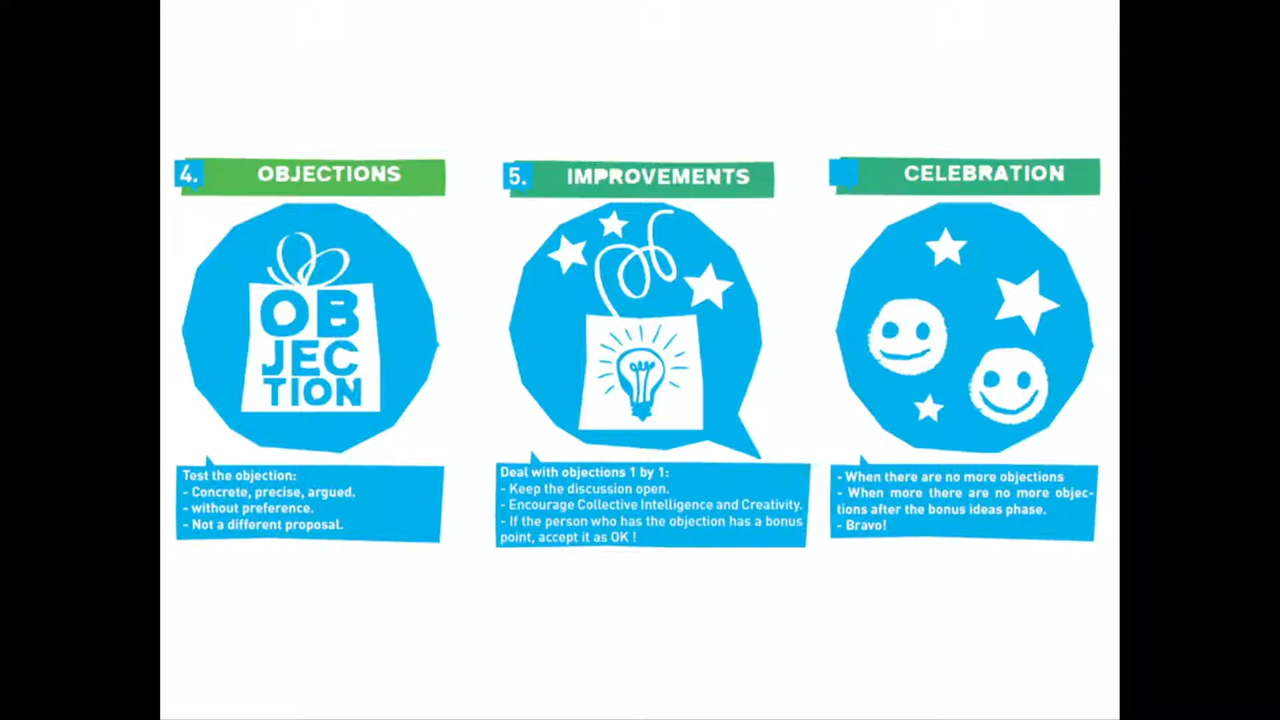 4. OBJECTIONS
OB
JEC
TION
Test the objection:
- Concrete, precise, argued.
- without preference.
- Not a different proposal.
5. IMPROVEMENTS
Deal with objections 1 by 1:
- Keep the discussion open.
- Encourage Collective Intelligence and Creativity.
- If the person who has the objection has a bonus
point, accept it as OK !
CELEBRATION
- When there are no more objections
- When more there are no more objec-
tions after the bonus ideas phase.
- Bravo!